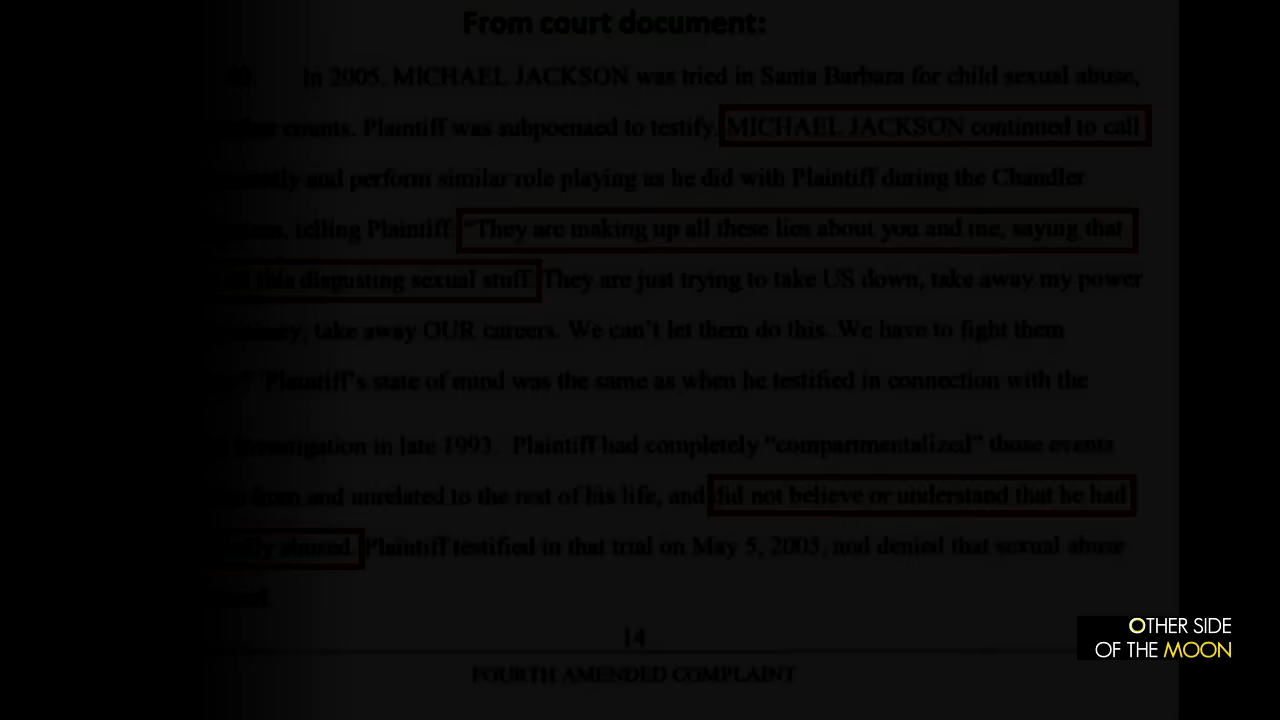 From court document:
In 2005, MICHAEL JACKSON was tried in Santa Barbara for child sexual abuse,
counts. Plaintiff was subpoenaed to testify. MICHAEL JACKSON continued to call
and perform similar role playing as he did with Plaintiff during the Chandler
telling Plaintiff: "They are making up all these lies about you and me, saying that
this disgusting sexual stuff. They are just trying to take US down, take away my power
take away OUR careers. We can't let them do this. We have to fight them
Plaintiff's state of mind was the same as when he testified in connection with the
investigation in late 1993. Plaintiff had completely "compartmentalized" those events
from and unrelated to the rest of his life, and did not believe or understand that he had
abused. Plaintiff testified in that trial on May 5, 2005, and denied that sexual abuse
14
FOURTH AMENDED COMPLAINT
OTHER SIDE
OF THE MOON